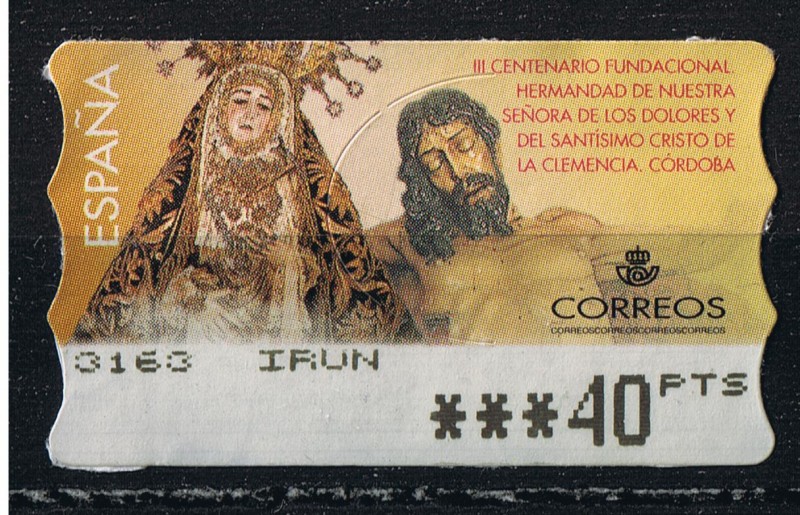 ESPAÑA
III CENTENARIO FUNDACIONAL.
HERMANDAD DE NUESTRA
SEÑORA DE LOS DOLORES Y
DEL SANTÍSIMO CRISTO DE
LA CLEMENCIA. CÓRDOBA
CORREOS
CORREOSCORREOSCORREOSCORREOS
3163 IRUN
***40 PTS